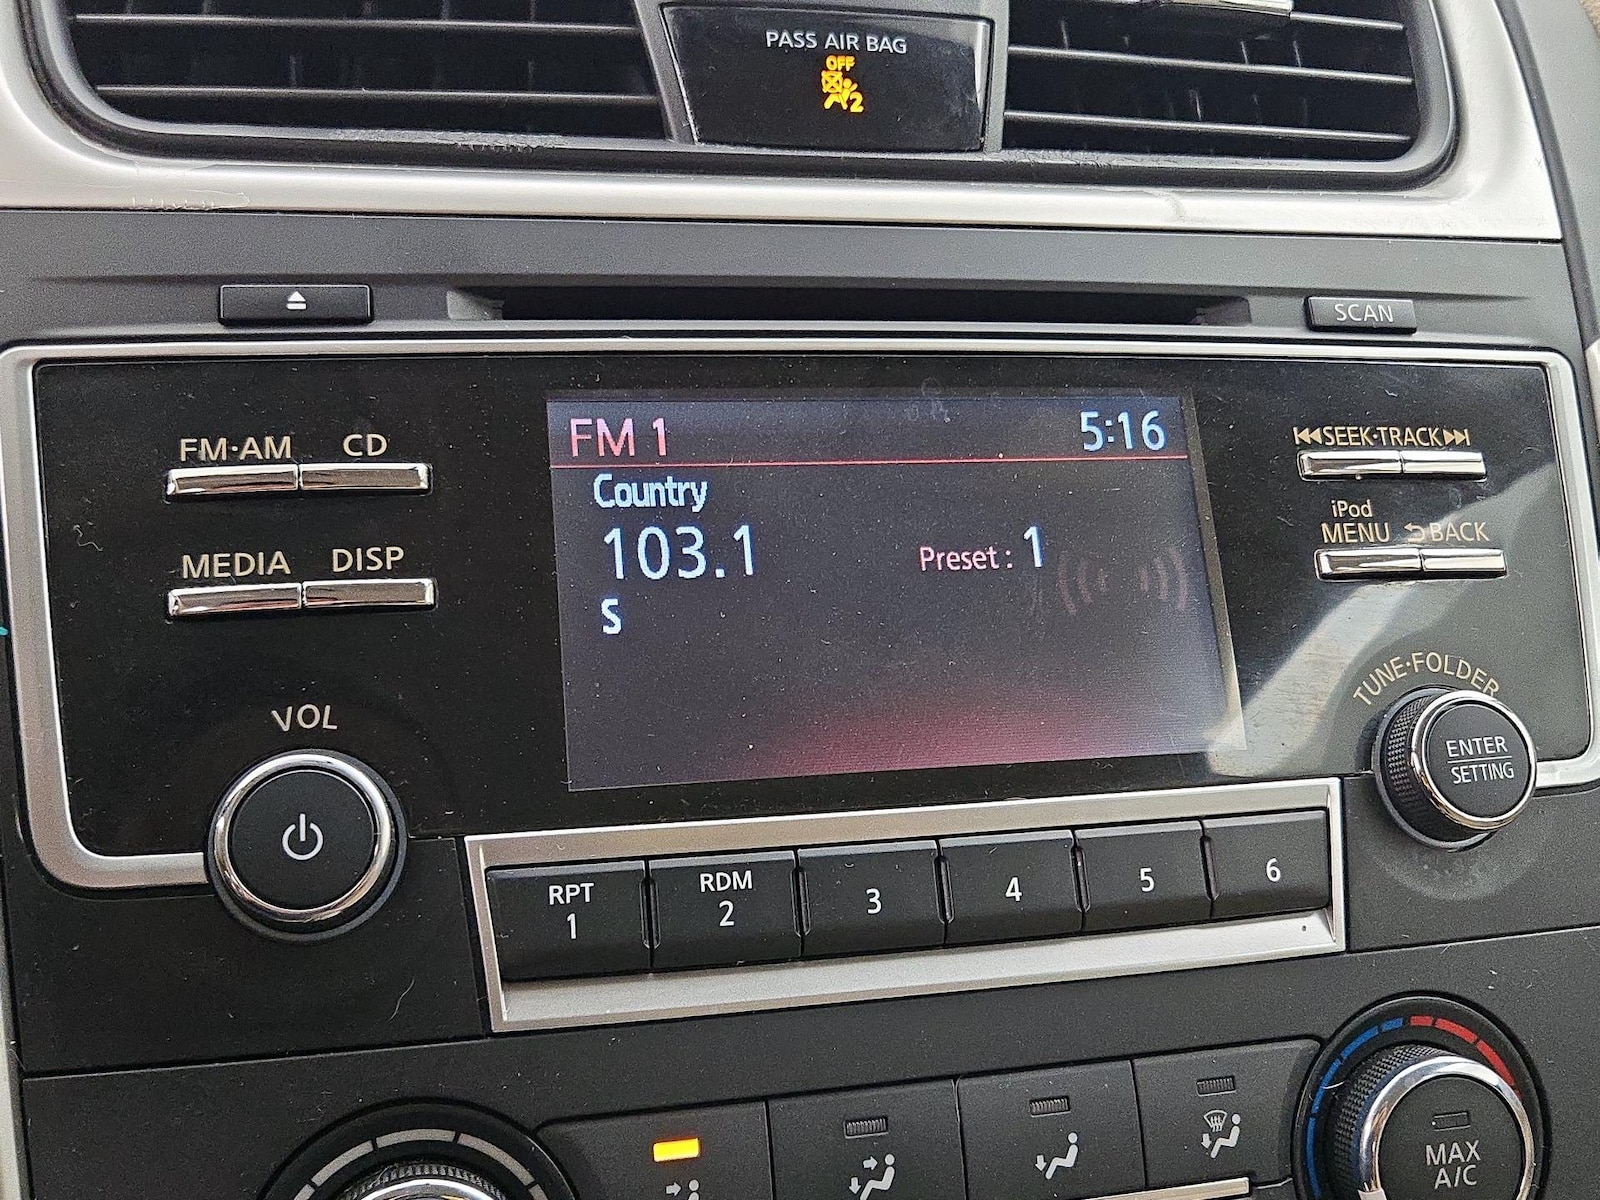 PASS AIR BAG
OFF
2
SCAN
FM·AM CD
FM 1 5:16
SEEK·TRACK
Country
103.1 Preset : 1
S
MEDIA DISP
iPod
MENU BACK
TUNE·FOLDER
VOL
ENTER
SETTING
RPT
1
RDM
2
3
4
5
6
MAX
A/C